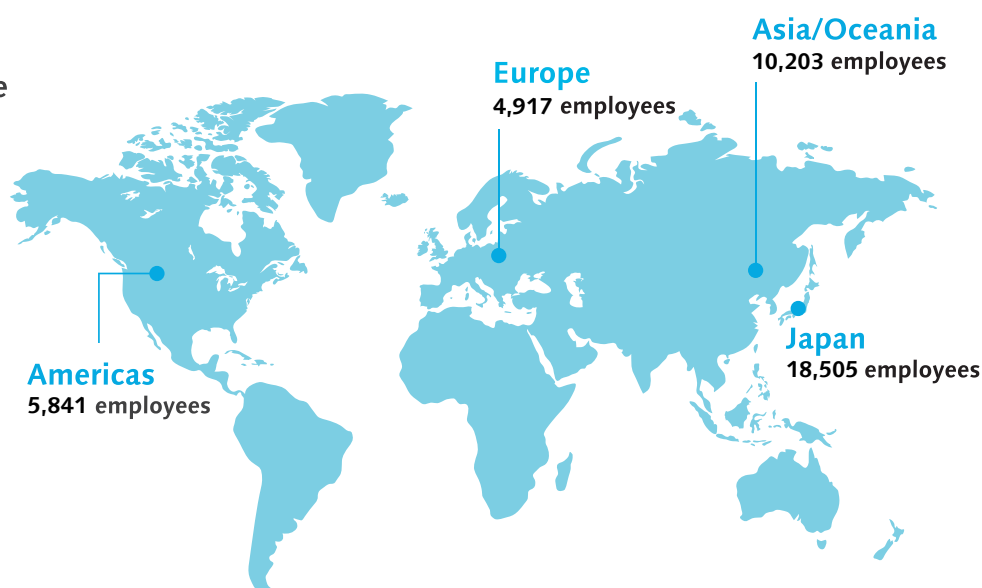 Asia/Oceania
10,203 employees
e
Europe
4,917 employees
Japan
18,505 employees
Americas
5,841 employees